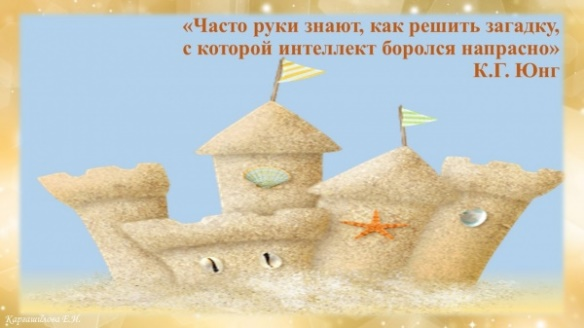 «Часто руки знают, как решить загадку,
с которой интеллект боролся напрасно»
К.Г. Юнг